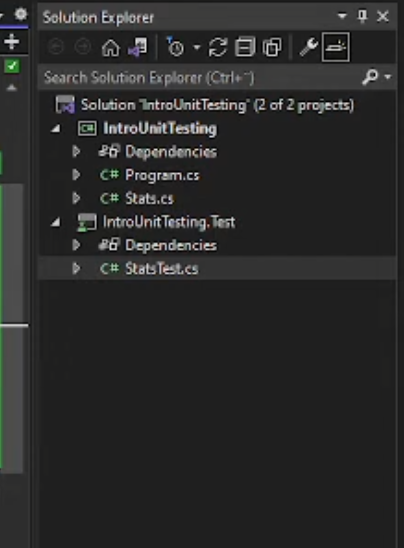 Solution Explorer
Search Solution Explorer (Ctrl+¨)
Solution 'IntroUnitTesting' (2 of 2 projects)
C# IntroUnitTesting
Dependencies
C# Program.cs
C# Stats.cs
IntroUnitTesting.Test
Dependencies
C# StatsTest.cs